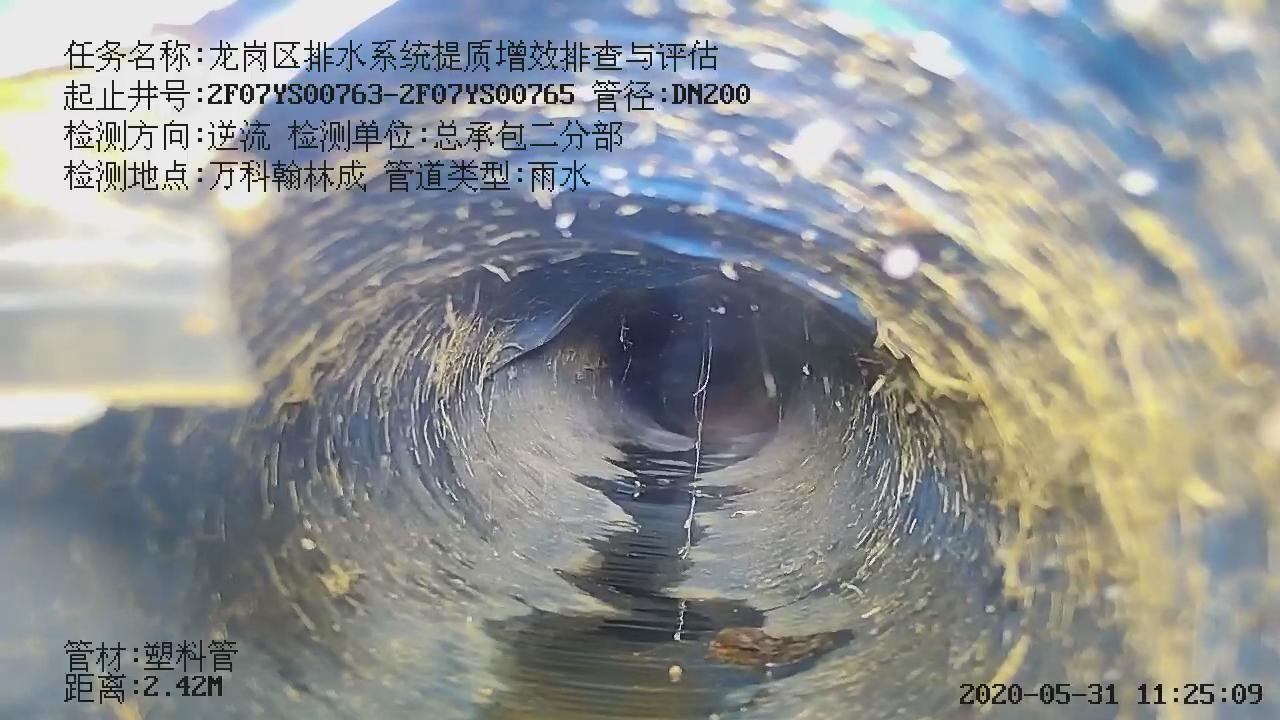 任务名称:龙岗区排水系统提质增效排查与评估
起止井号:2F07YS00763-2F07YS00765 管径:DN200
检测方向:逆流 检测单位:总承包二分部
检测地点:万科翰林成 管道类型:雨水
管材:塑料管
距离:2.42M
2020-05-31 11:25:09